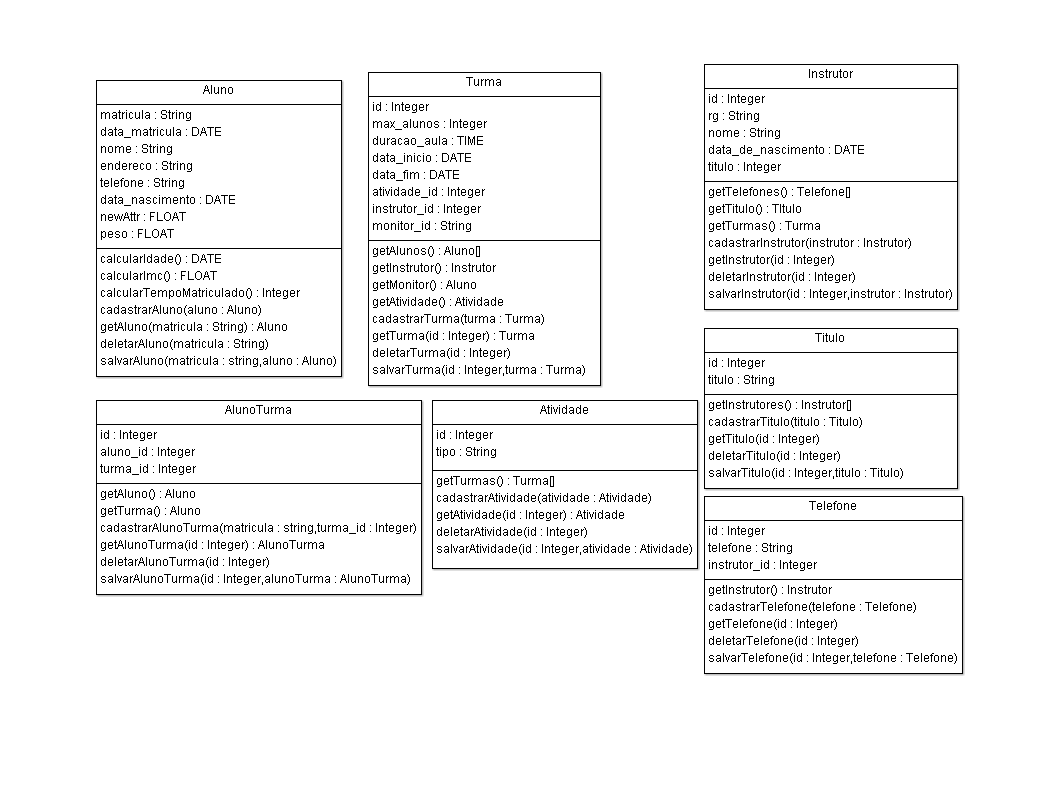 Aluno
matricula : String
data_matricula : DATE
nome : String
endereco : String
telefone : String
data_nascimento : DATE
newAttr : FLOAT
peso : FLOAT
calcularIdade() : DATE
calcularImc() : FLOAT
calcularTempoMatriculado() : Integer
cadastrarAluno(aluno : Aluno)
getAluno(matricula : String) : Aluno
deletarAluno(matricula : String)
salvarAluno(matricula : string,aluno : Aluno)
Turma
id : Integer
max_alunos : Integer
duracao_aula : TIME
data_inicio : DATE
data_fim : DATE
atividade_id : Integer
instrutor_id : Integer
monitor_id : String
getAlunos() : Aluno[]
getInstrutor() : Instrutor
getMonitor() : Aluno
getAtividade() : Atividade
cadastrarTurma(turma : Turma)
getTurma(id : Integer) : Turma
deletarTurma(id : Integer)
salvarTurma(id : Integer,turma : Turma)
Instrutor
id : Integer
rg : String
nome : String
data_de_nascimento : DATE
titulo : Integer
getTelefones() : Telefone[]
getTitulo() : TItulo
getTurmas() : Turma
cadastrarInstrutor(instrutor : Instrutor)
getInstrutor(id : Integer)
deletarInstrutor(id : Integer)
salvarInstrutor(id : Integer,instrutor : Instrutor)
Titulo
id : Integer
titulo : String
getInstrutores() : Instrutor[]
cadastrarTitulo(titulo : Titulo)
getTitulo(id : Integer)
deletarTitulo(id : Integer)
salvarTitulo(id : Integer,titulo : Titulo)
AlunoTurma
id : Integer
aluno_id : Integer
turma_id : Integer
getAluno() : Aluno
getTurma() : Aluno
cadastrarAlunoTurma(matricula : string,turma_id : Integer)
getAlunoTurma(id : Integer) : AlunoTurma
deletarAlunoTurma(id : Integer)
salvarAlunoTurma(id : Integer,alunoTurma : AlunoTurma)
Atividade
id : Integer
tipo : String
getTurmas() : Turma[]
cadastrarAtividade(atividade : Atividade)
getAtividade(id : Integer) : Atividade
deletarAtividade(id : Integer)
salvarAtividade(id : Integer,atividade : Atividade)
Telefone
id : Integer
telefone : String
instrutor_id : Integer
getInstrutor() : Instrutor
cadastrarTelefone(telefone : Telefone)
getTelefone(id : Integer)
deletarTelefone(id : Integer)
salvarTelefone(id : Integer,telefone : Telefone)